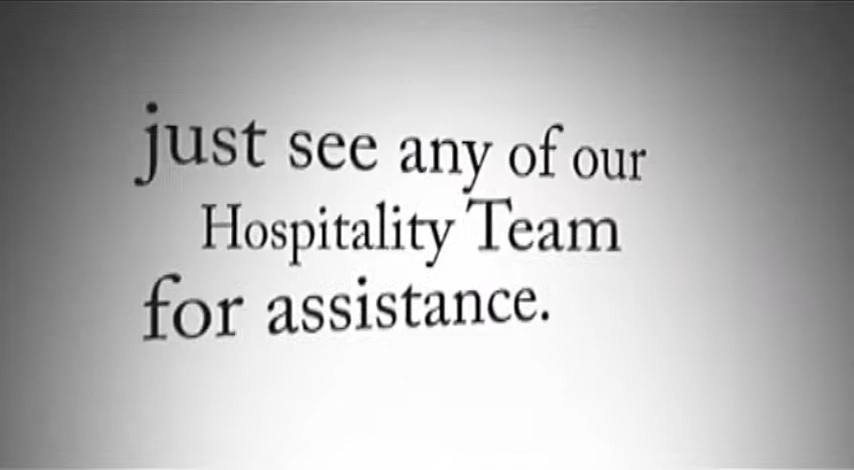 just see any of our
Hospitality Team
for assistance.